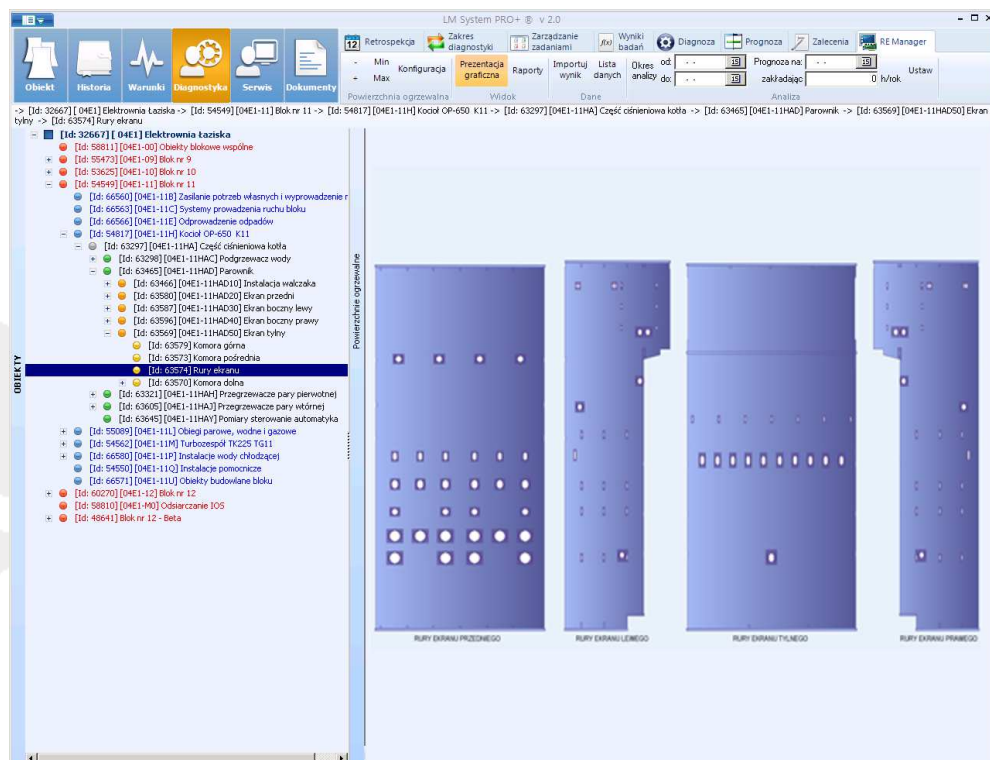 LM System PRO+ ® v 2.0
Obiekt Historia Warunki Diagnostyka Serwis Dokumenty
12 Retrospekcja Zakres diagnostyki Zarządzanie zadaniami f(x) Wyniki badań Diagnoza Prognoza Zalecenia RE Manager
- Min Konfiguracja Prezentacja graficzna Raporty Importuj wynik Lista danych Okres analizy od: . . 15 Prognoza na: . . 15 Ustaw
+ Max do: . . 15 zakładając 0 h/rok
Powierzchnia ogrzewalna Widok Dane Analiza
-> [Id: 32667] [ 04E1] Elektrownia Łaziska -> [Id: 54549] [04E1-11] Blok nr 11 -> [Id: 54817] [04E1-11H] Kocioł OP-650 K11 -> [Id: 63297] [04E1-11HA] Część ciśnieniowa kotła -> [Id: 63465] [04E1-11HAD] Parownik -> [Id: 63569] [04E1-11HAD50] Ekran
tylny -> [Id: 63574] Rury ekranu
OBIEKTY
[Id: 32667] [ 04E1] Elektrownia Łaziska
[Id: 58811] [04E1-00] Obiekty blokowe wspólne
[Id: 55473] [04E1-09] Blok nr 9
[Id: 53625] [04E1-10] Blok nr 10
[Id: 54549] [04E1-11] Blok nr 11
[Id: 66560] [04E1-11B] Zasilanie potrzeb własnych i wyprowadzenie r
[Id: 66563] [04E1-11C] Systemy prowadzenia ruchu bloku
[Id: 66566] [04E1-11E] Odprowadzenie odpadów
[Id: 54817] [04E1-11H] Kocioł OP-650 K11
[Id: 63297] [04E1-11HA] Część ciśnieniowa kotła
[Id: 63298] [04E1-11HAC] Podgrzewacz wody
[Id: 63465] [04E1-11HAD] Parownik
[Id: 63466] [04E1-11HAD10] Instalacja walczaka
[Id: 63580] [04E1-11HAD20] Ekran przedni
[Id: 63587] [04E1-11HAD30] Ekran boczny lewy
[Id: 63596] [04E1-11HAD40] Ekran boczny prawy
[Id: 63569] [04E1-11HAD50] Ekran tylny
[Id: 63579] Komora górna
[Id: 63573] Komora pośrednia
[Id: 63574] Rury ekranu
[Id: 63570] Komora dolna
[Id: 63321] [04E1-11HAH] Przegrzewacze pary pierwotnej
[Id: 63605] [04E1-11HAJ] Przegrzewacze pary wtórnej
[Id: 63645] [04E1-11HAY] Pomiary sterowanie automatyka
[Id: 55089] [04E1-11L] Obiegi parowe, wodne i gazowe
[Id: 54562] [04E1-11M] Turbozespół TK225 TG11
[Id: 66580] [04E1-11P] Instalacje wody chłodzącej
[Id: 54550] [04E1-11Q] Instalacje pomocnicze
[Id: 66571] [04E1-11U] Obiekty budowlane bloku
[Id: 60270] [04E1-12] Blok nr 12
[Id: 58810] [04E1-M0] Odsiarczanie IOS
[Id: 48641] Blok nr 12 - Beta
Powierzchnie ogrzewalne
RURY EKRANU PRZEDNIEGO RURY EKRANU LEWEGO RURY EKRANU TYLNEGO RURY EKRANU PRAWEGO